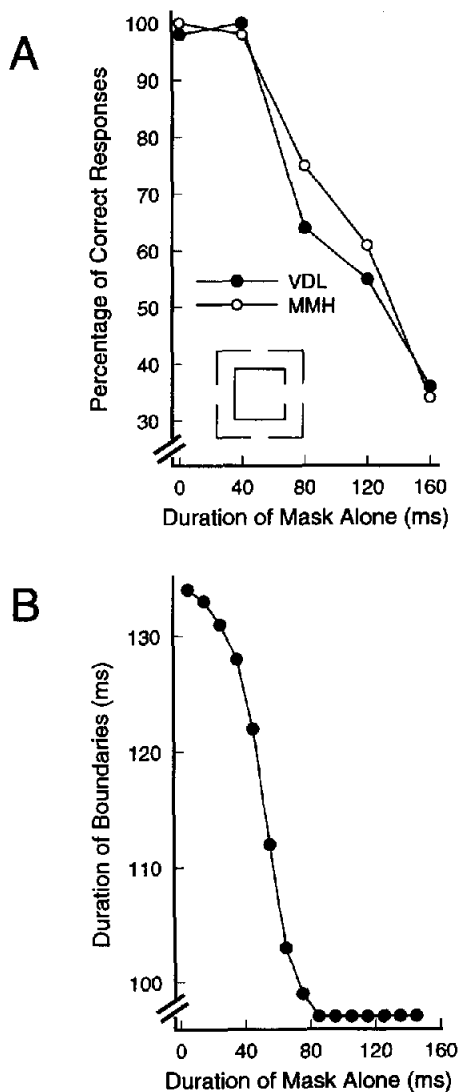 A
100
90
80
70
60
50
40
30
Percentage of Correct Responses
VDL
MMH
0 40 80 120 160
Duration of Mask Alone (ms)
B
130
120
110
100
Duration of Boundaries (ms)
0 40 80 120 160
Duration of Mask Alone (ms)